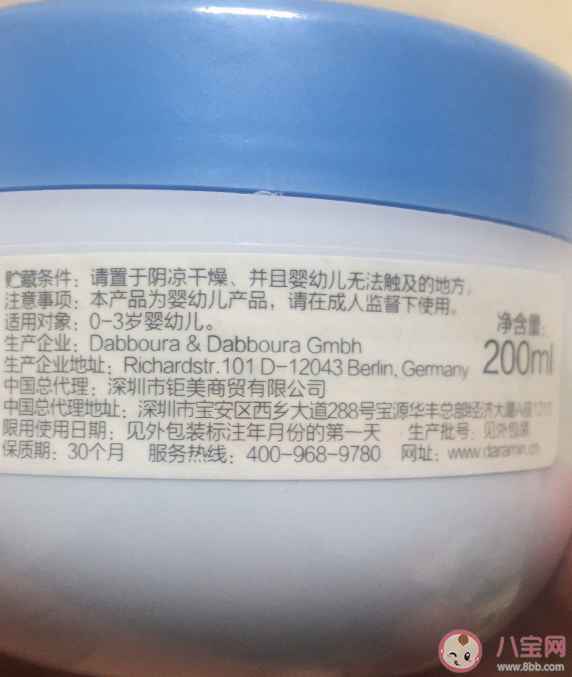 贮藏条件：请置于阴凉干燥、并且婴幼儿无法触及的地方。
注意事项：本产品为婴幼儿产品，请在成人监督下使用。
适用对象：0-3岁婴幼儿。
净含量：
200ml
生产企业：Dabboura & Dabboura Gmbh
生产企业地址：Richardstr.101 D-12043 Berlin, Germany
中国总代理：深圳市钜美商贸有限公司
中国总代理地址：深圳市宝安区西乡大道288号宝源华丰总部经济大厦A座
限用使用日期：见外包装标注年月份的第一天 生产批号：见外包装
保质期：30个月 服务热线：400-968-9780 网址：
八宝网
www.8bb.com